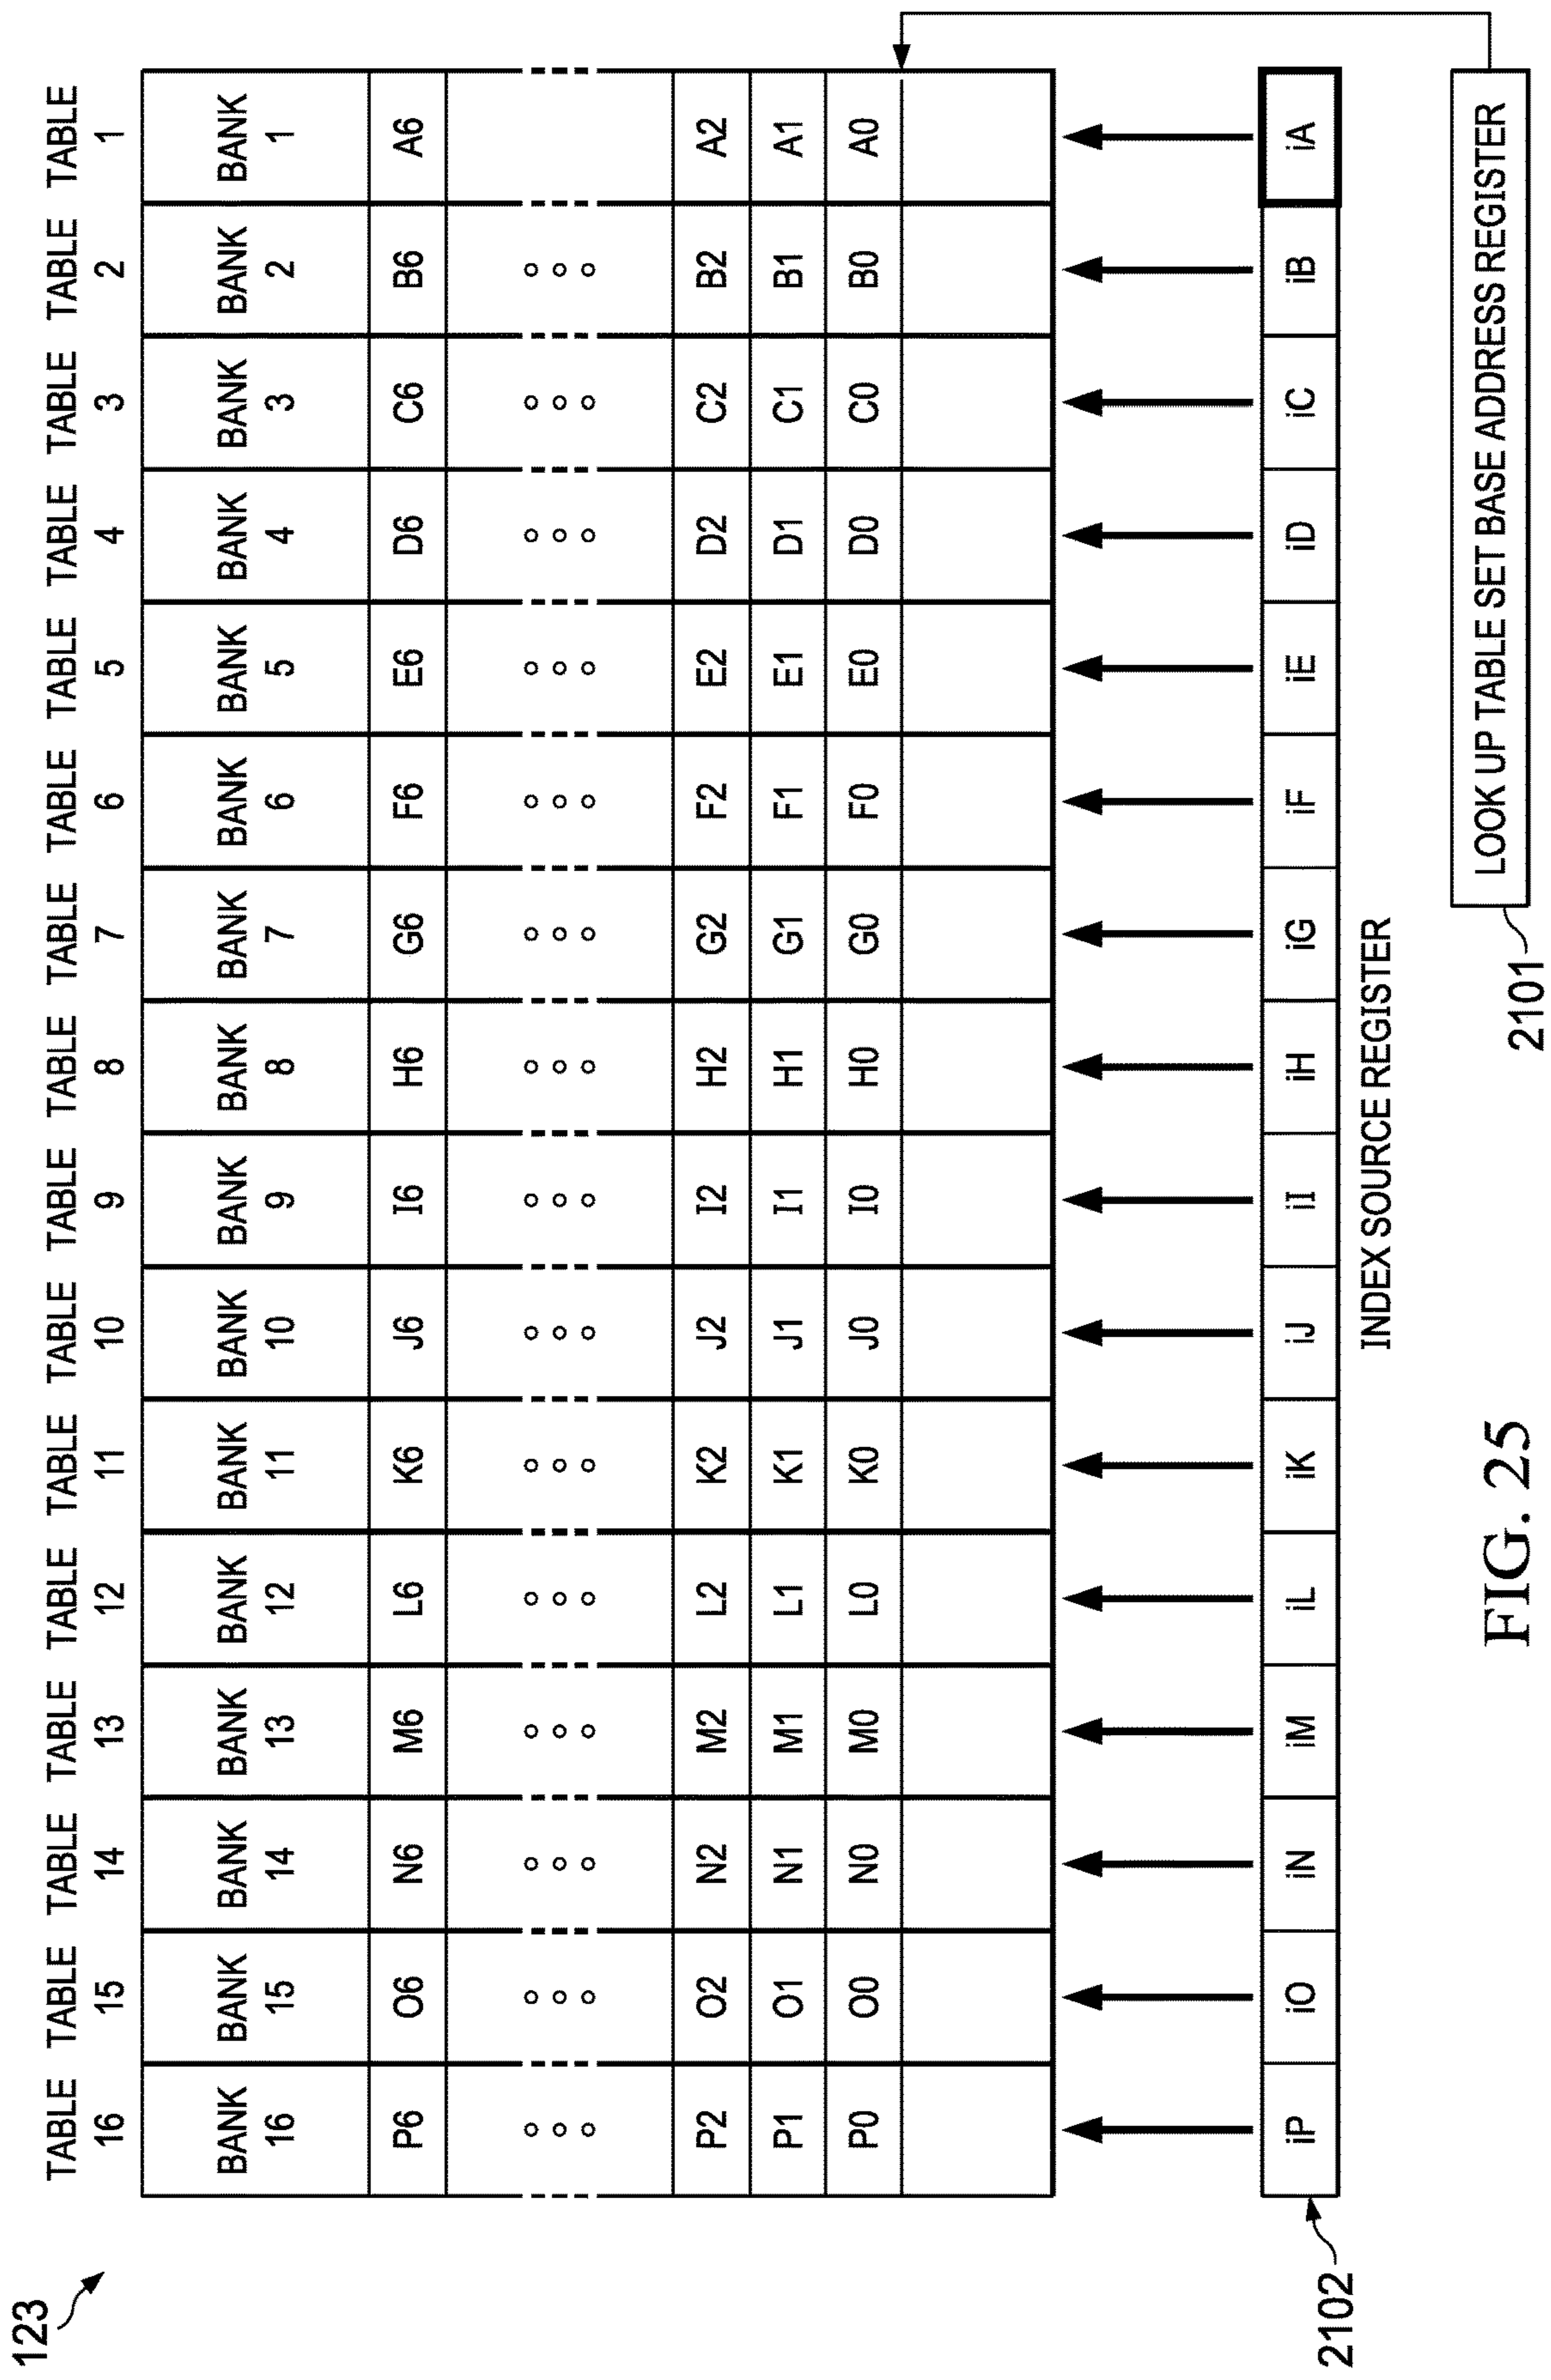 123
TABLE TABLE TABLE TABLE TABLE TABLE TABLE TABLE TABLE TABLE TABLE TABLE TABLE TABLE TABLE TABLE
16 15 14 13 12 11 10 9 8 7 6 5 4 3 2 1
BANK BANK BANK BANK BANK BANK BANK BANK BANK BANK BANK BANK BANK BANK BANK BANK
16 15 14 13 12 11 10 9 8 7 6 5 4 3 2 1
P6 O6 N6 M6 L6 K6 J6 I6 H6 G6 F6 E6 D6 C6 B6 A6
P2 O2 N2 M2 L2 K2 J2 I2 H2 G2 F2 E2 D2 C2 B2 A2
P1 O1 N1 M1 L1 K1 J1 I1 H1 G1 F1 E1 D1 C1 B1 A1
P0 O0 N0 M0 L0 K0 J0 I0 H0 G0 F0 E0 D0 C0 B0 A0
iP iO iN iM iL iK iJ iI iH iG iF iE iD iC iB iA
2102
INDEX SOURCE REGISTER
LOOK UP TABLE SET BASE ADDRESS REGISTER
2101
FIG. 25